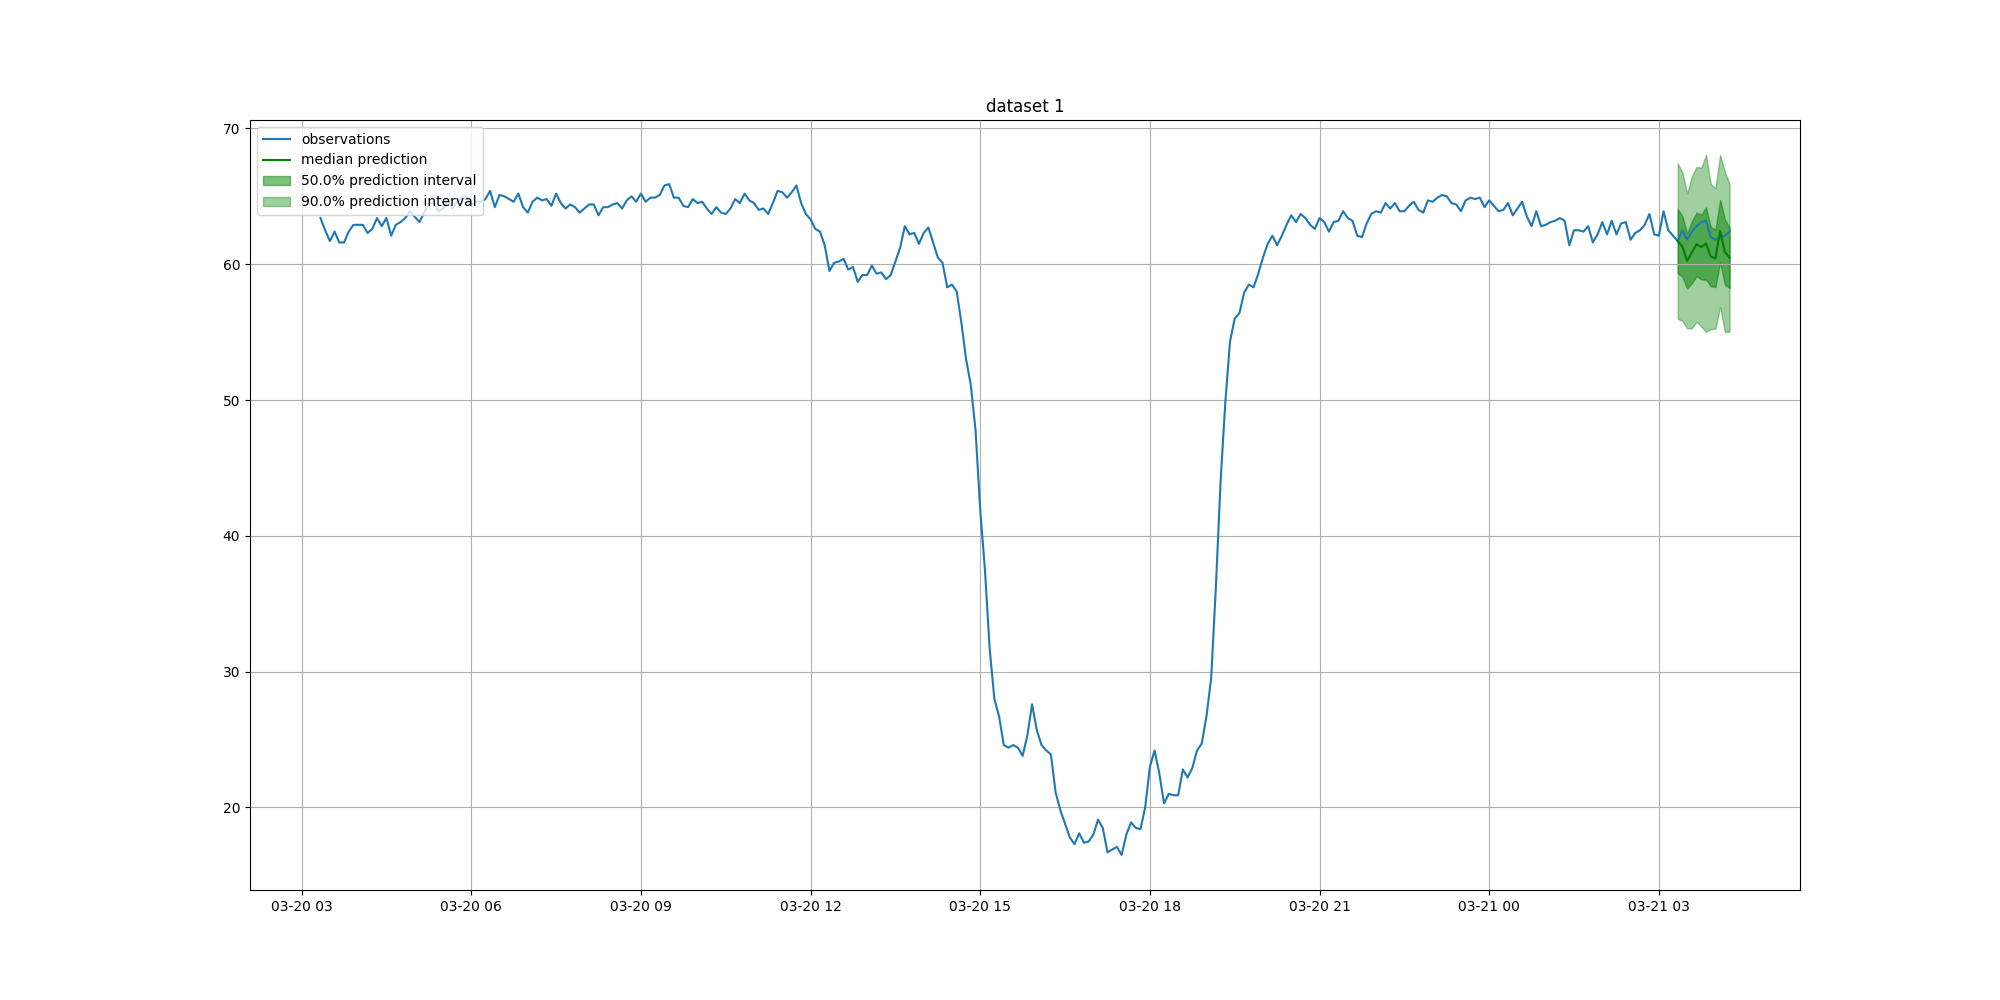 dataset 1
70
observations
median prediction
50.0% prediction interval
90.0% prediction interval
60
50
40
30
20
03-20 03 03-20 06 03-20 09 03-20 12 03-20 15 03-20 18 03-20 21 03-21 00 03-21 03